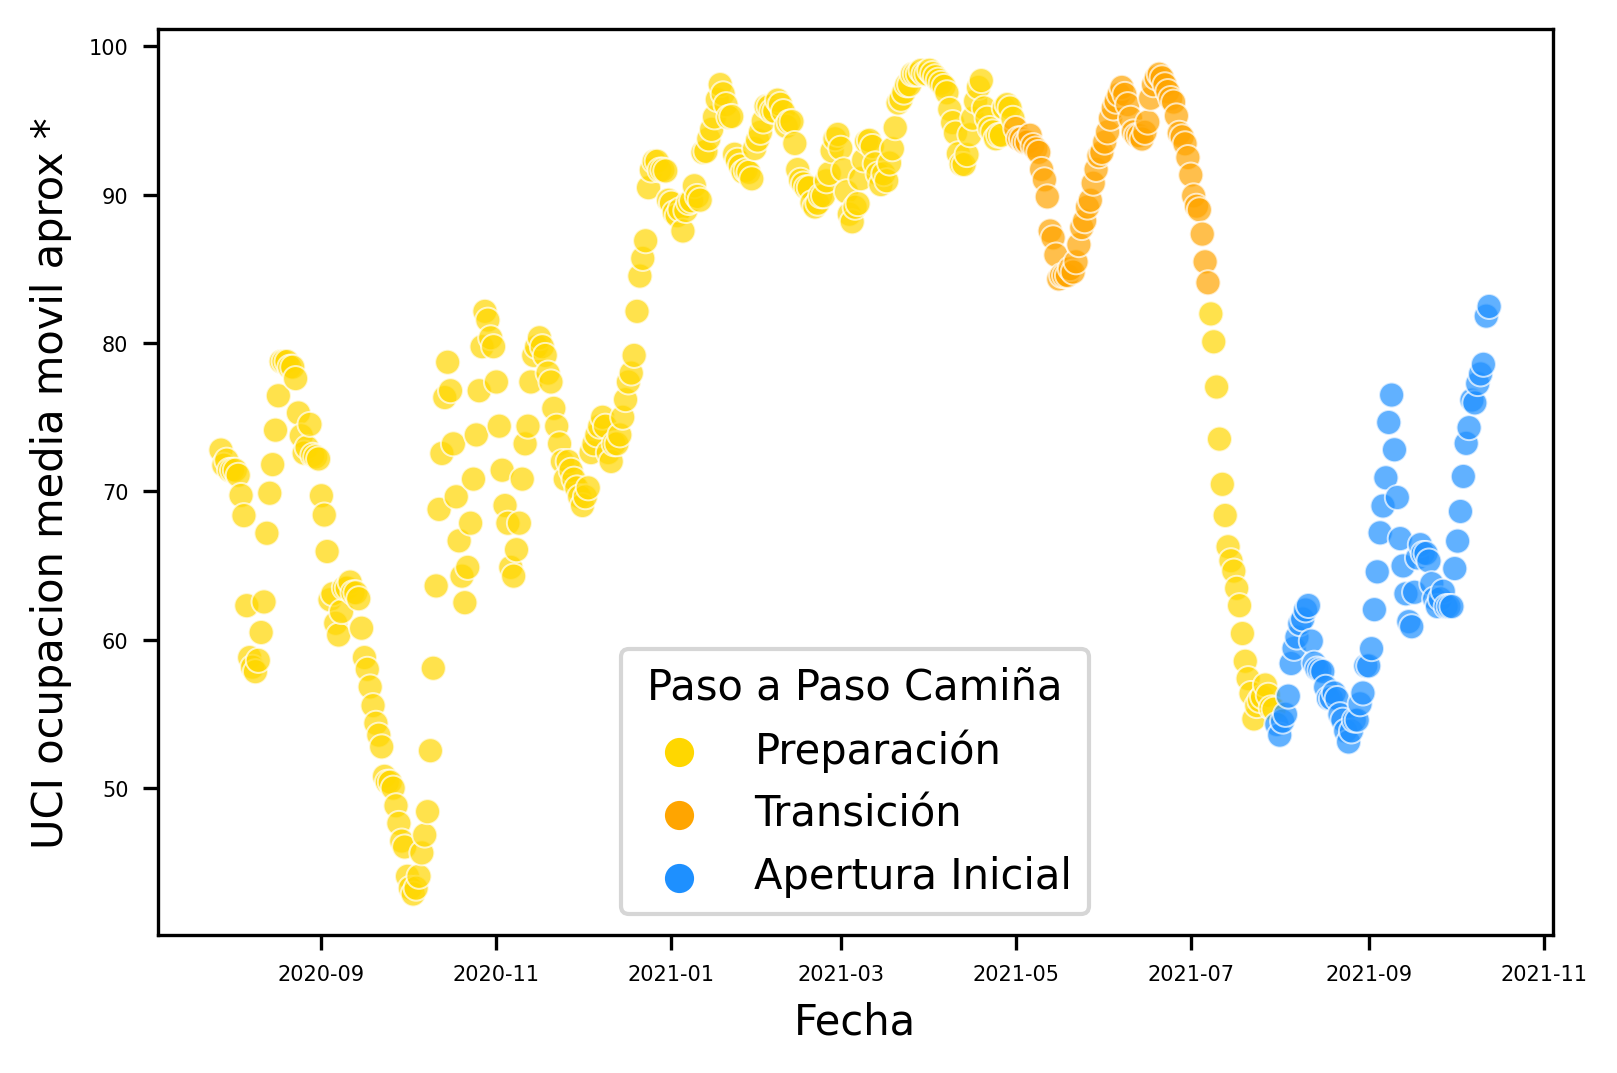 UCI ocupacion media movil aprox *
100
90
80
70
60
50
Paso a Paso Camiña
Preparación
Transición
Apertura Inicial
2020-09
2020-11
2021-01
2021-03
2021-05
2021-07
2021-09
2021-11
Fecha